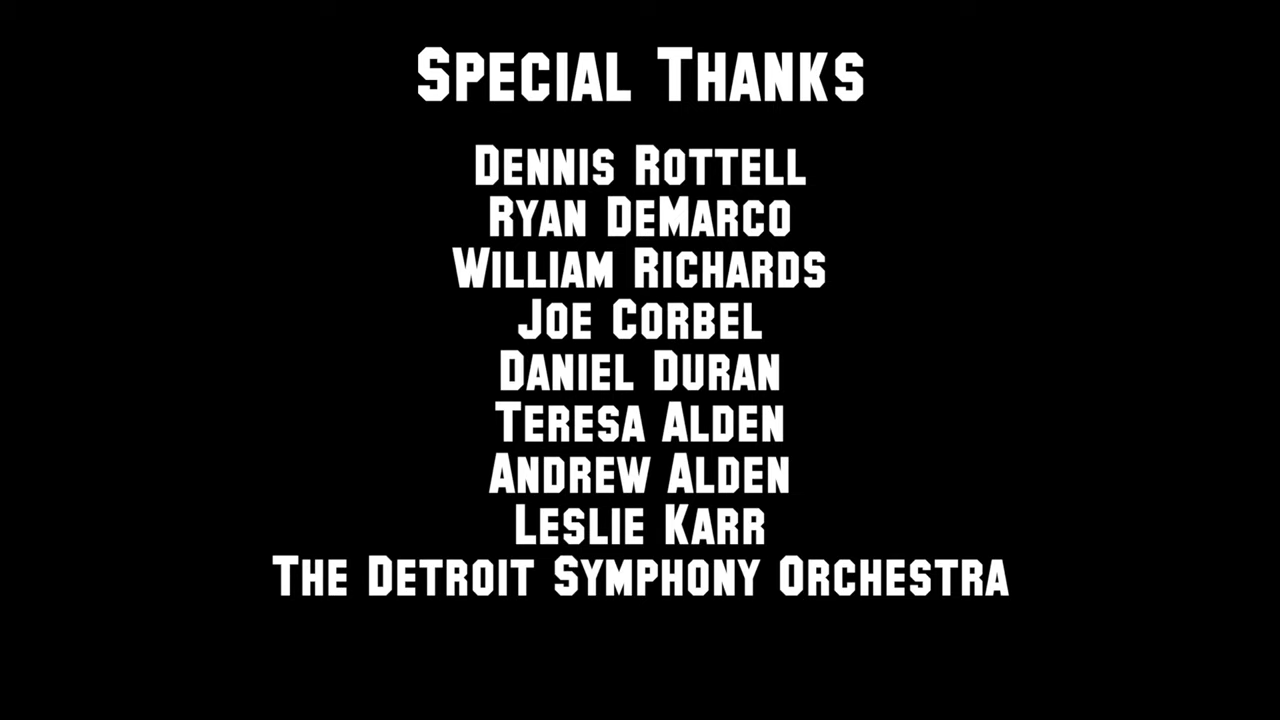 Special Thanks
Dennis Rottell
Ryan DeMarco
William Richards
Joe Corbel
Daniel Duran
Teresa Alden
Andrew Alden
Leslie Karr
The Detroit Symphony Orchestra